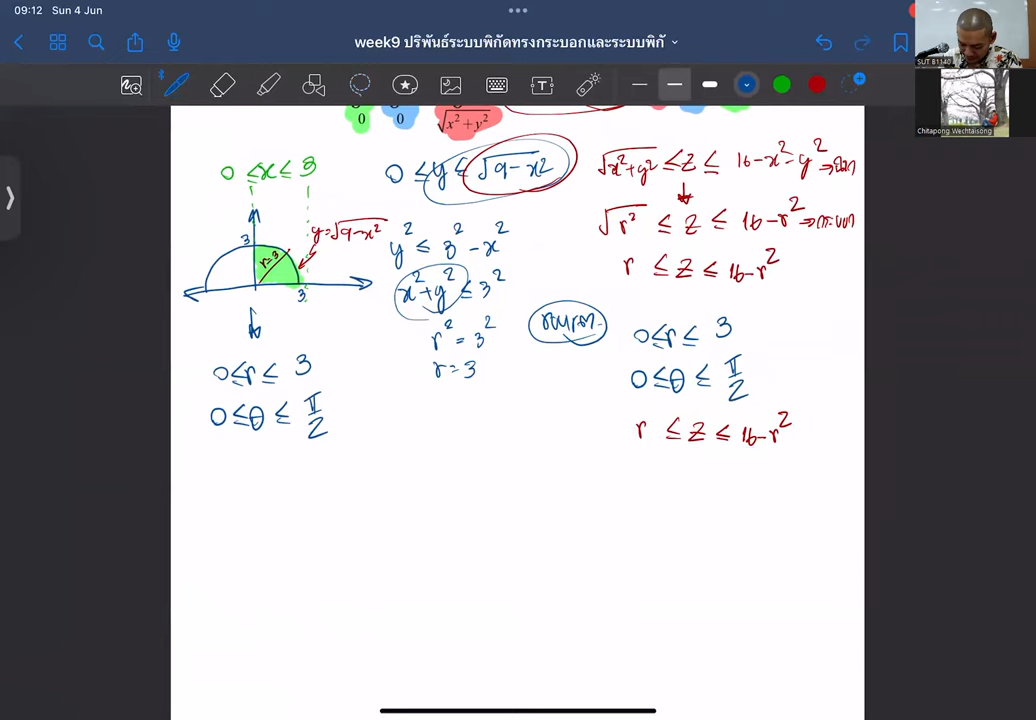 09:12 Sun 4 Jun
week9 ปริพันธ์ระบบพิกัดทรงกระบอกและระบบพิกั
SUT B1140
Chitapong Wechtaisong
0 0 √x²+y²
0 ≤ x ≤ 3
0 ≤ y ≤ √9-x²
√x²+y² ≤ z ≤ 16-x²-y² ⇒
√r² ≤ z ≤ 16-r² ⇒
r ≤ z ≤ 16-r²
3
y=√9-x²
r=3
3
y² ≤ 3²-x²
x²+y² ≤ 3²
r² = 3²
r=3
0 ≤ r ≤ 3
0 ≤ θ ≤ π/2
0 ≤ r ≤ 3
0 ≤ θ ≤ π/2
r ≤ z ≤ 16-r²